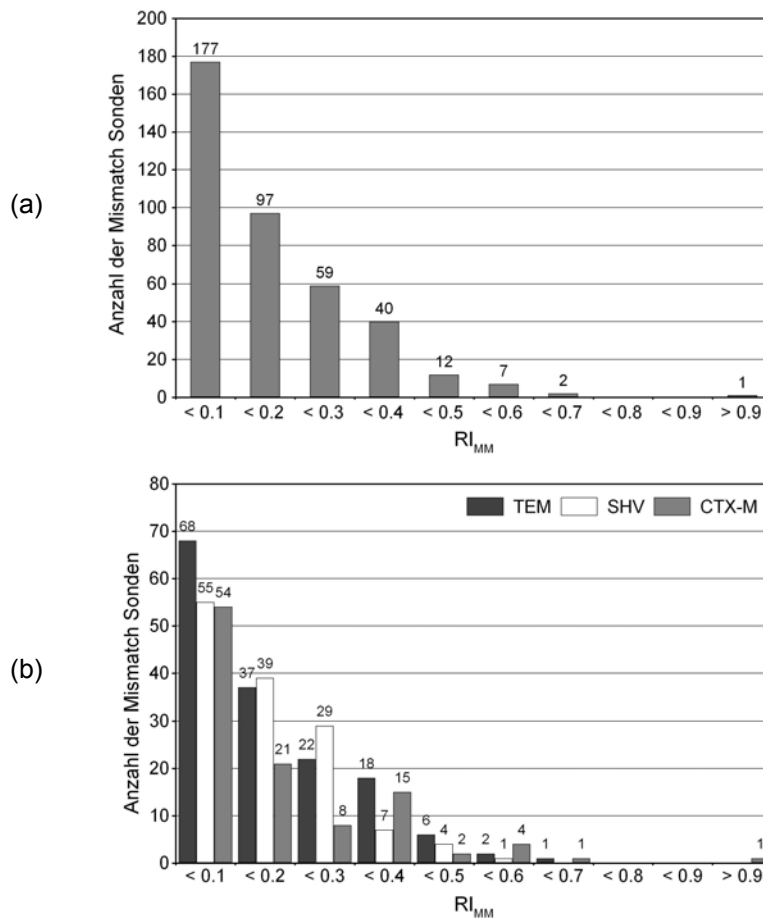 (a)
Anzahl der Mismatch Sonden
200
180
160
140
120
100
80
60
40
20
0
177
97
59
40
12
7
2
1
< 0.1 < 0.2 < 0.3 < 0.4 < 0.5 < 0.6 < 0.7 < 0.8 < 0.9 > 0.9
RIMM
(b)
Anzahl der Mismatch Sonden
80
70
60
50
40
30
20
10
0
TEM SHV CTX-M
68 55 54
37 39 21
22 29 8
18 7 15
6 4 2
2 1 4
1 1
1
< 0.1 < 0.2 < 0.3 < 0.4 < 0.5 < 0.6 < 0.7 < 0.8 < 0.9 > 0.9
RIMM